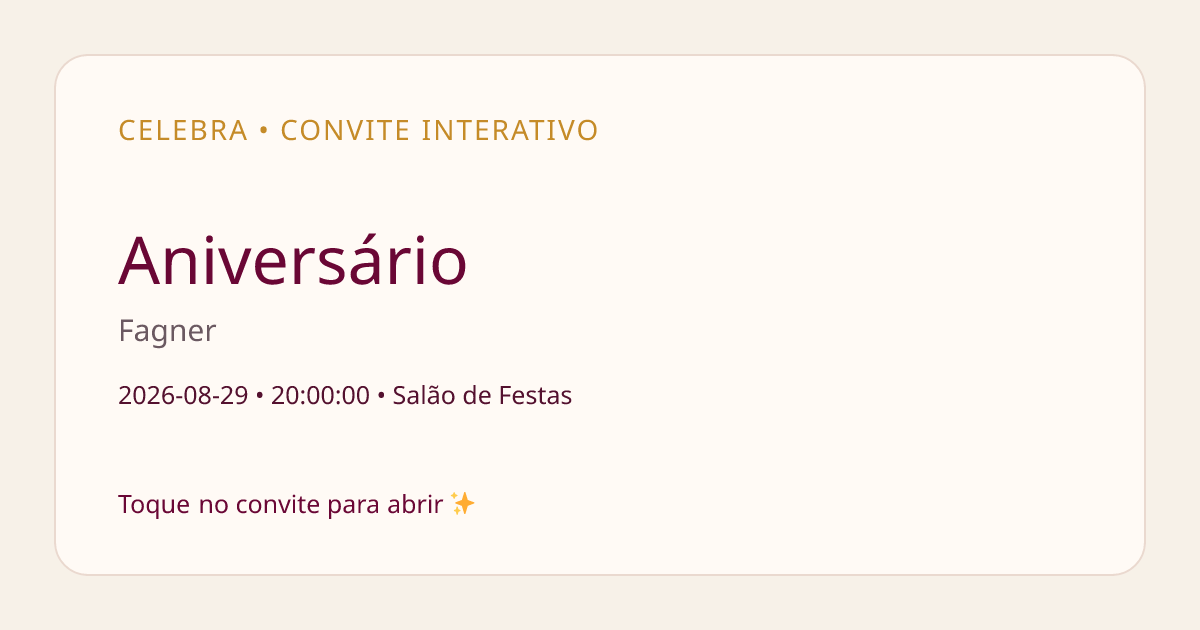 CELEBRA • CONVITE INTERATIVO
Aniversário
Fagner
2026-08-29 • 20:00:00 • Salão de Festas
Toque no convite para abrir ✨